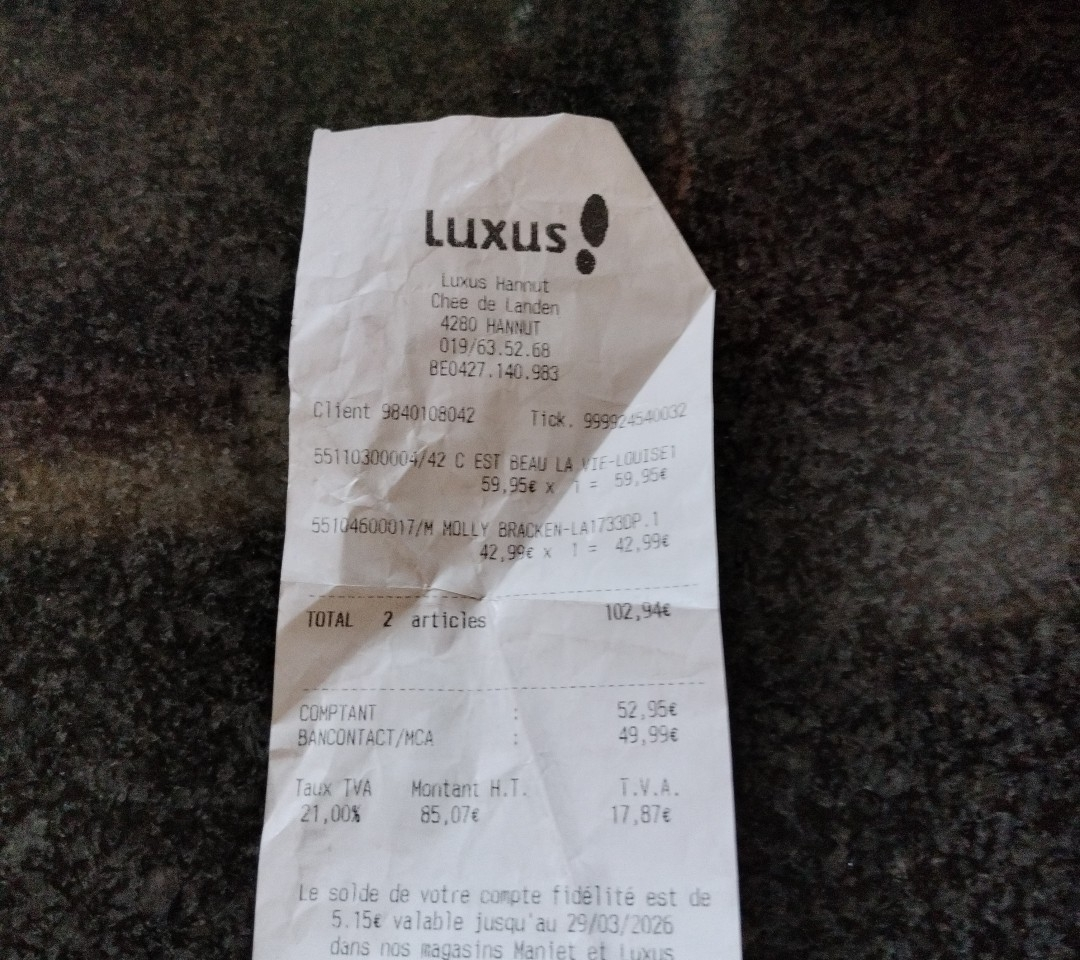 Luxus!
Luxus Hannut
Chee de Landen
4280 HANNUT
019/63.52.68
BE0427.140.983
Client 9840108042 Tick. 999924540032
55110300004/42 C EST BEAU LA VIE-LOUISE1
59,95€ x 1 = 59,95€
55104600017/M MOLLY BRACKEN-LA1733DP.1
42,99€ x 1 = 42,99€
TOTAL 2 articles 102,94€
COMPTANT : 52,95€
BANCONTACT/MCA : 49,99€
Taux TVA Montant H.T. T.V.A.
21,00% 85,07€ 17,87€
Le solde de votre compte fidélité est de
5.15€ valable jusqu'au 29/03/2026
dans nos magasins Maniet et Luxus